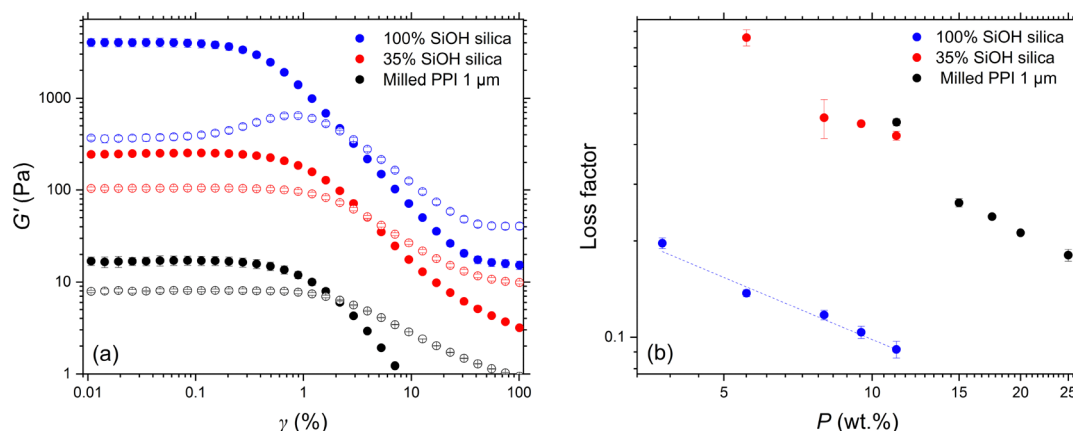 100% SiOH silica
35% SiOH silica
Milled PPI 1 µm
1000
100
10
1
G′ (Pa)
(a)
0.01 0.1 1 10 100
γ (%)
100% SiOH silica
35% SiOH silica
Milled PPI 1 µm
0.2
0.1
Loss factor
(b)
5 10 15 20 25
P (wt.%)